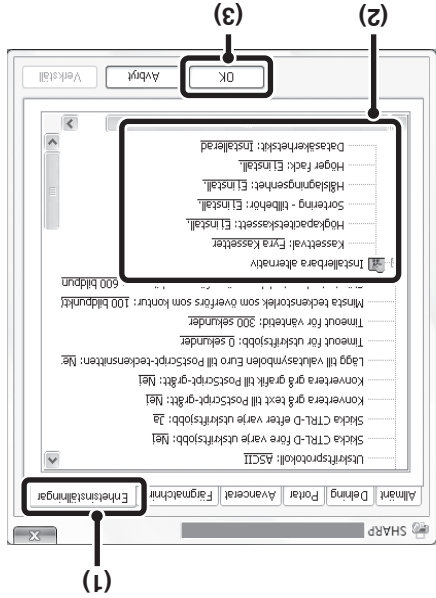 (1)
SHARP
X
Allmänt Delning Portar Avancerat Färgmatchni Enhetsinställningar
Utskriftsprotokoll: ASCII
Skicka CTRL-D före varje utskriftsjobb: Nej
Skicka CTRL-D efter varje utskriftsjobb: Ja
Konvertera grå text till PostScript-grått: Nej
Konvertera grå grafik till PostScript-grått: Nej
Lägg till valutasymbolen Euro till PostScript-teckensnitten: Ne
Timeout för utskriftsjobb: 0 sekunder
Timeout för väntetid: 300 sekunder
Minsta teckenstorlek som överförs som kontur: 100 bildpunkt
600 bildpun
Installerbara alternativ
Kassettval: Fyra Kassetter
Högkapacitetskassett: Ej install.
Sortering - tillbehör: Ej install.
Hålslagningsenhet: Ej install.
Höger fack: Ej install.
Datasäkerhetskit: Installerad
OK Avbryt Verkställ
(2)
(3)